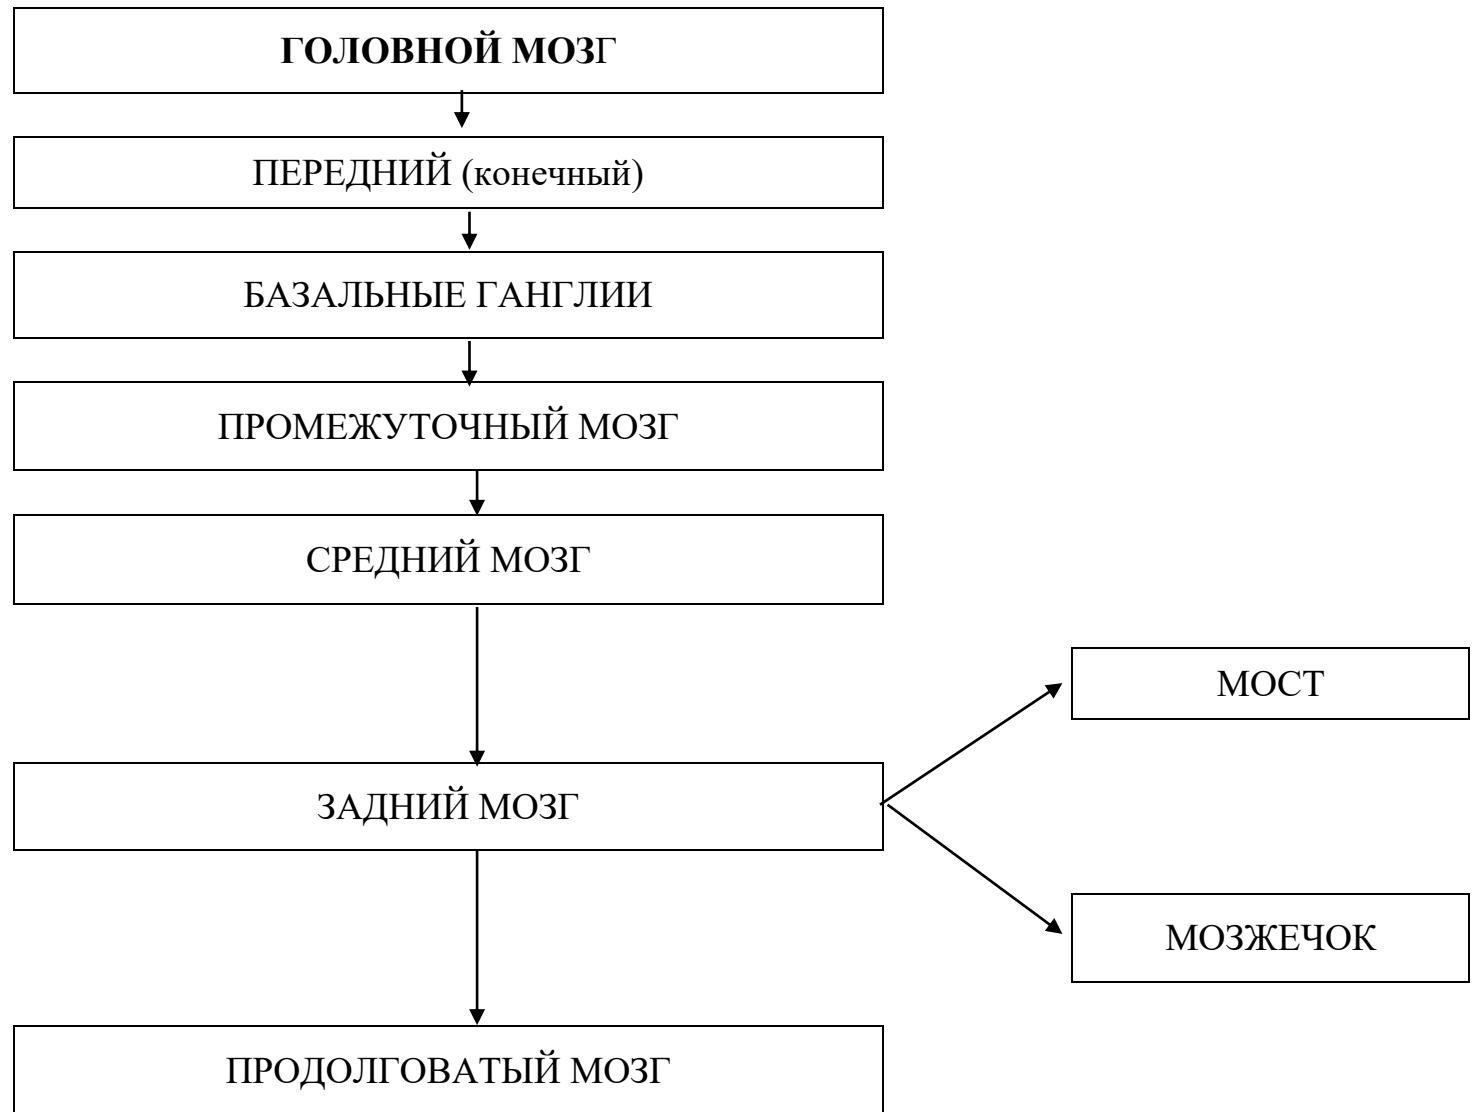 ГОЛОВНОЙ МОЗГ
ПЕРЕДНИЙ (конечный)
БАЗАЛЬНЫЕ ГАНГЛИИ
ПРОМЕЖУТОЧНЫЙ МОЗГ
СРЕДНИЙ МОЗГ
МОСТ
ЗАДНИЙ МОЗГ
МОЗЖЕЧОК
ПРОДОЛГОВАТЫЙ МОЗГ